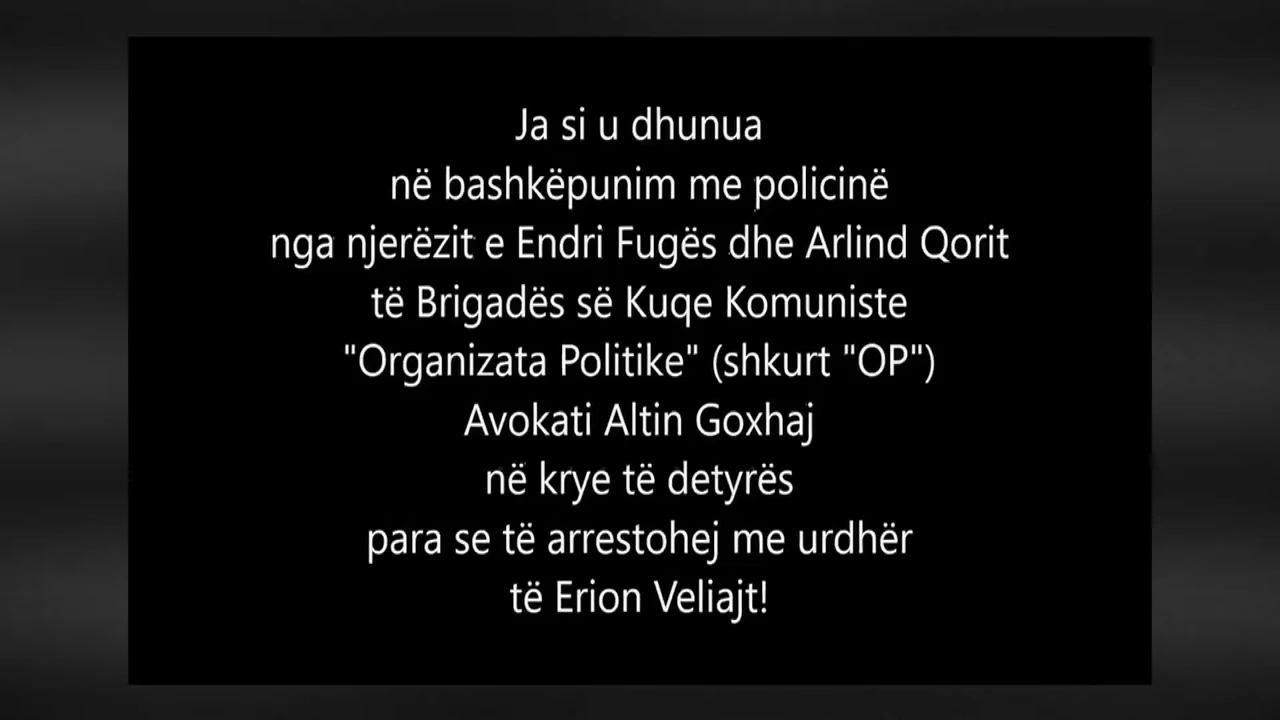 Ja si u dhunua
në bashkëpunim me policinë
nga njerëzit e Endri Fugës dhe Arlind Qorit
të Brigadës së Kuqe Komuniste
"Organizata Politike" (shkurt "OP")
Avokati Altin Goxhaj
në krye të detyrës
para se të arrestohej me urdhër
të Erion Veliajt!